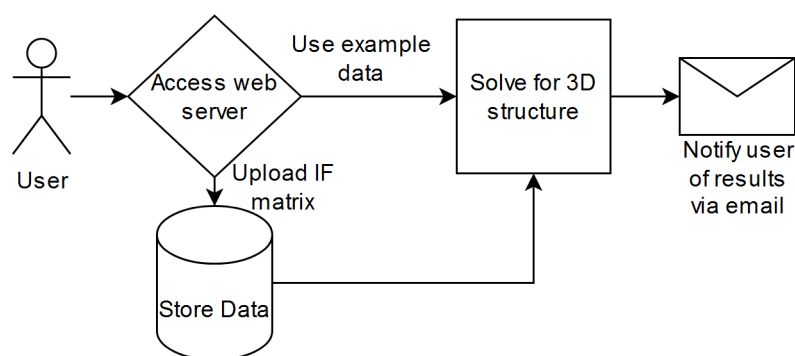 User
Access web
server
Use example
data
Upload IF
matrix
Store Data
Solve for 3D
structure
Notify user
of results
via email